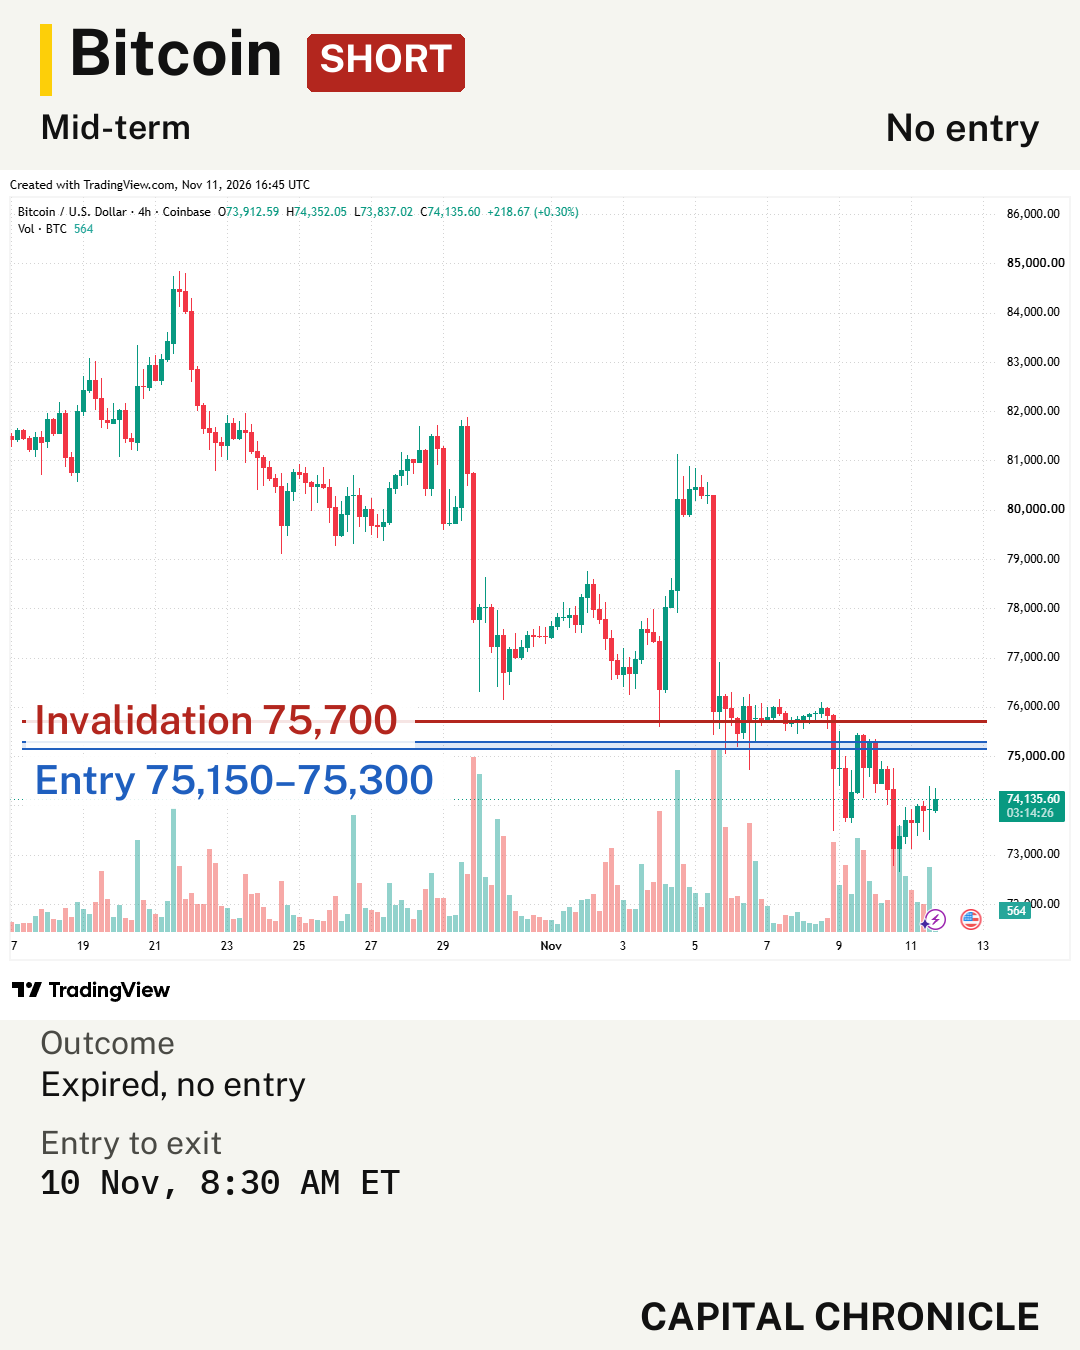 Bitcoin SHORT
Mid-term
No entry
Created with TradingView.com, Nov 11, 2026 16:45 UTC
Bitcoin / U.S. Dollar · 4h · Coinbase O73,912.59 H74,352.05 L73,837.02 C74,135.60 +218.67 (+0.30%)
Vol · BTC 564
86,000.00
85,000.00
84,000.00
83,000.00
82,000.00
81,000.00
80,000.00
79,000.00
78,000.00
77,000.00
76,000.00
75,000.00
Invalidation 75,700
Entry 75,150–75,300
74,135.60
03:14:26
73,000.00
564
7 19 21 23 25 27 29 Nov 3 5 7 9 11 13
TradingView
Outcome
Expired, no entry
Entry to exit
10 Nov, 8:30 AM ET
CAPITAL CHRONICLE